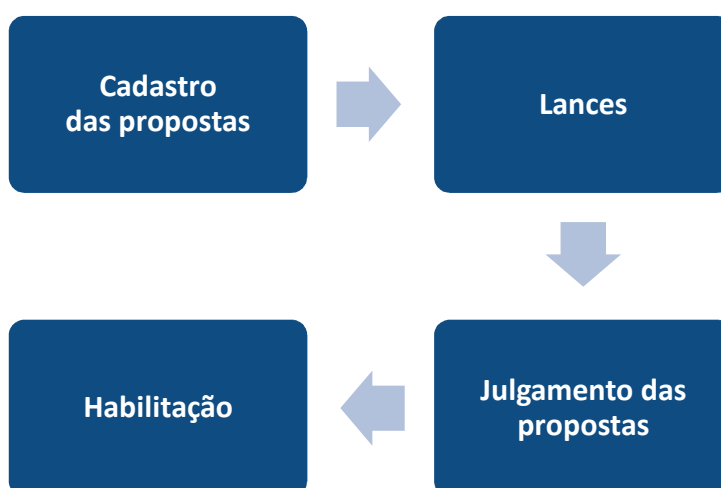 Cadastro
das propostas
Lances
Julgamento das
propostas
Habilitação